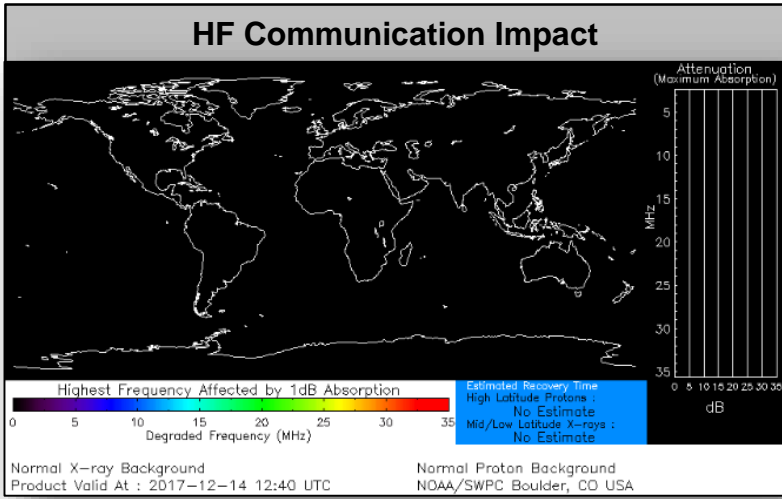 HF Communication Impact
Attenuation
(Maximum Absorption)
5
10
15
20
25
30
35
MHz
0 5 10 15 20 25 30 35
dB
Highest Frequency Affected by 1dB Absorption
0 5 10 15 20 25 30 35
Degraded Frequency (MHz)
Estimated Recovery Time
High Latitude Protons :
No Estimate
Mid/Low Latitude X-rays :
No Estimate
Normal X-ray Background
Normal Proton Background
Product Valid At : 2017-12-14 12:40 UTC
NOAA/SWPC Boulder, CO USA